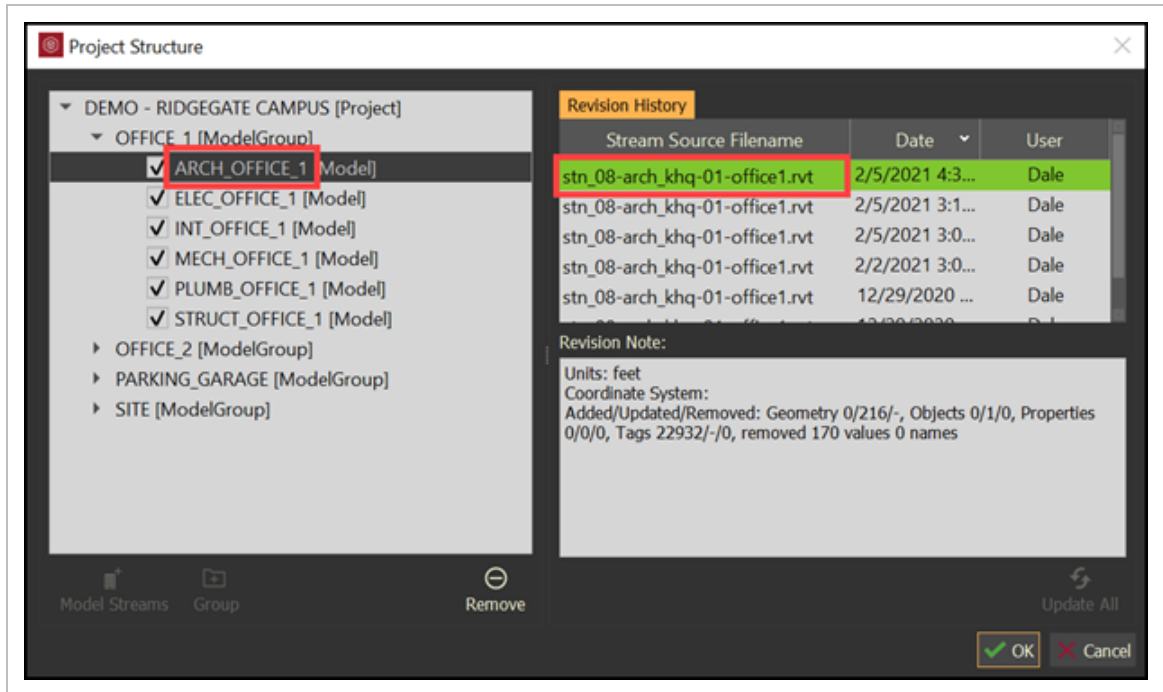 Project Structure
DEMO - RIDGEGATE CAMPUS [Project]
OFFICE_1 [ModelGroup]
ARCH_OFFICE_1 [Model]
ELEC_OFFICE_1 [Model]
INT_OFFICE_1 [Model]
MECH_OFFICE_1 [Model]
PLUMB_OFFICE_1 [Model]
STRUCT_OFFICE_1 [Model]
OFFICE_2 [ModelGroup]
PARKING_GARAGE [ModelGroup]
SITE [ModelGroup]
Model Streams Group Remove
Revision History
Stream Source Filename Date User
stn_08-arch_khq-01-office1.rvt 2/5/2021 4:3... Dale
stn_08-arch_khq-01-office1.rvt 2/5/2021 3:1... Dale
stn_08-arch_khq-01-office1.rvt 2/5/2021 3:0... Dale
stn_08-arch_khq-01-office1.rvt 2/2/2021 3:0... Dale
stn_08-arch_khq-01-office1.rvt 12/29/2020 ... Dale
Revision Note:
Units: feet
Coordinate System:
Added/Updated/Removed: Geometry 0/216/-, Objects 0/1/0, Properties
0/0/0, Tags 22932/-/0, removed 170 values 0 names
Update All
OK Cancel